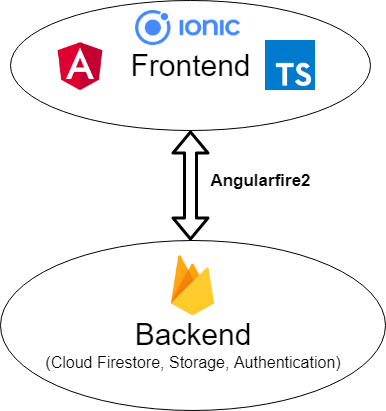 IONIC
A
Frontend
TS
Angularfire2
Backend
(Cloud Firestore, Storage, Authentication)